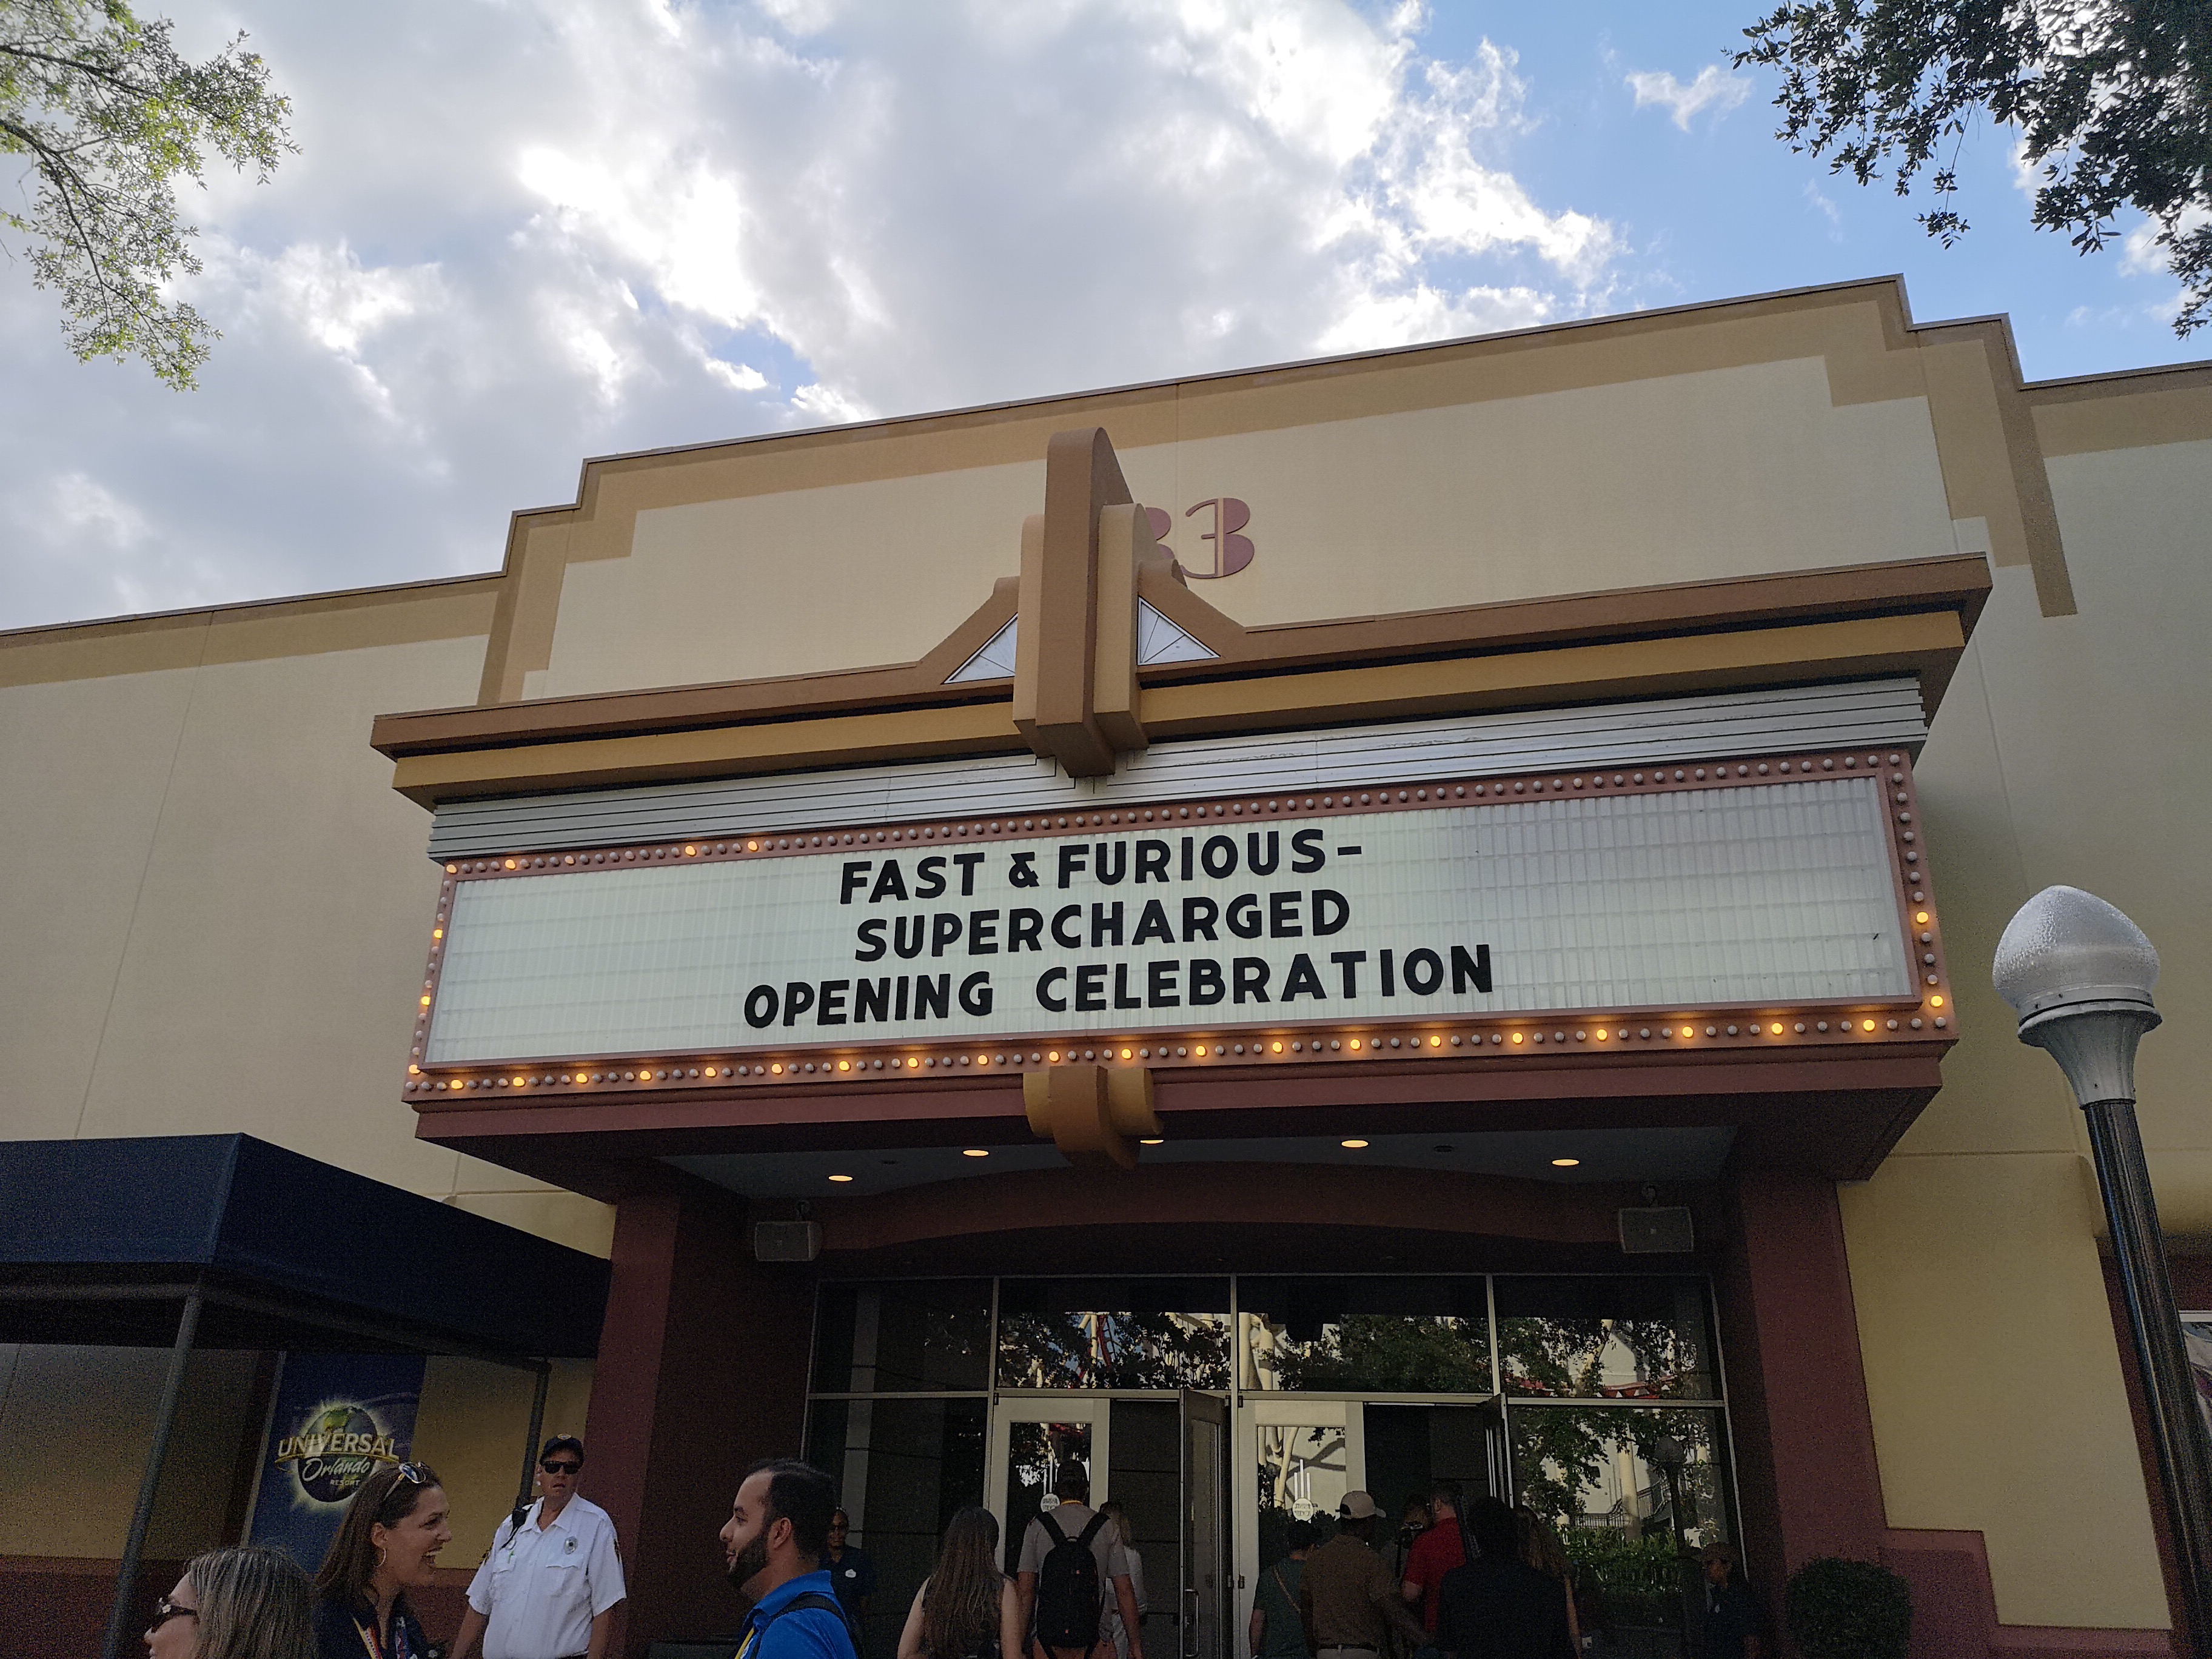 33
FAST & FURIOUS-
SUPERCHARGED
OPENING CELEBRATION
UNIVERSAL
Orlando
RESORT